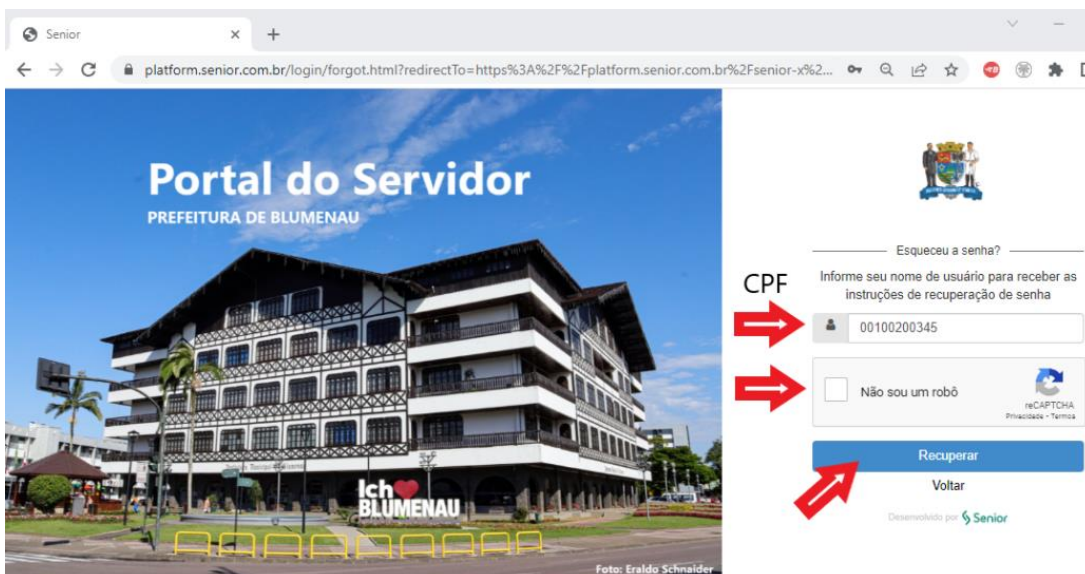 Senior
platform.senior.com.br/login/forgot.html?redirectTo=https%3A%2F%2Fplatform.senior.com.br%2Fsenior-x%2...
Portal do Servidor
PREFEITURA DE BLUMENAU
Ich
BLUMENAU
Foto: Eraldo Schnaider
Esqueceu a senha?
Informe seu nome de usuário para receber as
instruções de recuperação de senha
CPF
00100200345
Não sou um robô
reCAPTCHA
Privacidade - Termos
Recuperar
Voltar
Desenvolvido por Senior